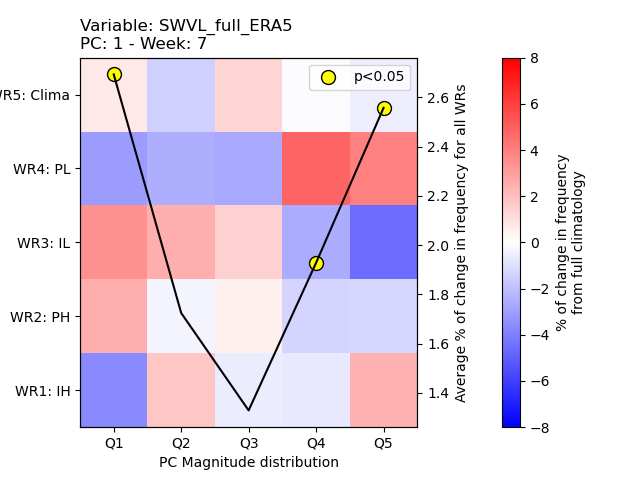 Variable: SWVL_full_ERA5
PC: 1 - Week: 7
p<0.05
WR5: Clima
WR4: PL
WR3: IL
WR2: PH
WR1: IH
Q1 Q2 Q3 Q4 Q5
PC Magnitude distribution
2.6
2.4
2.2
2.0
1.8
1.6
1.4
Average % of change in frequency for all WRs
8
6
4
2
0
−2
−4
−6
−8
% of change in frequency
from full climatology